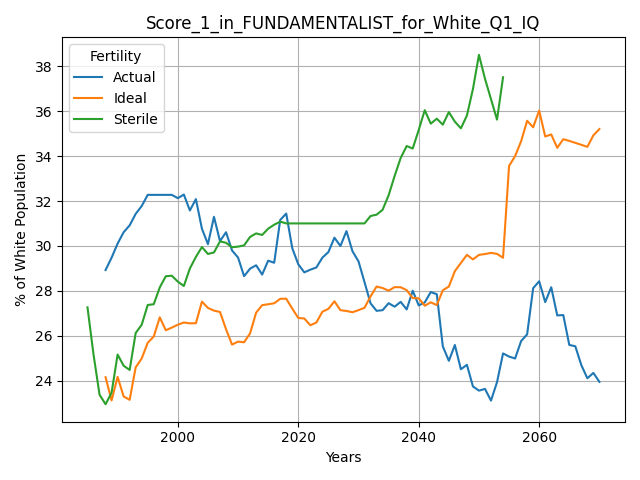 Score_1_in_FUNDAMENTALIST_for_White_Q1_IQ
Fertility
Actual
Ideal
Sterile
% of White Population
38
36
34
32
30
28
26
24
2000
2020
2040
2060
Years